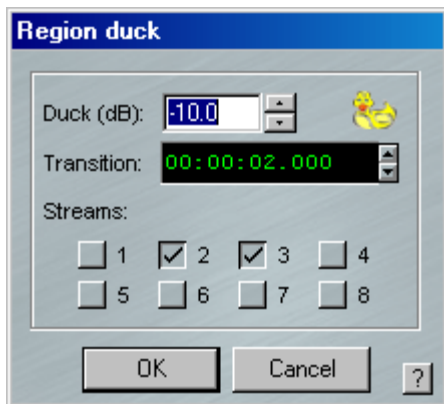 Region duck
Duck (dB): -10.0
Transition: 00:00:02.000
Streams:
1 2 3 4
5 6 7 8
OK Cancel ?